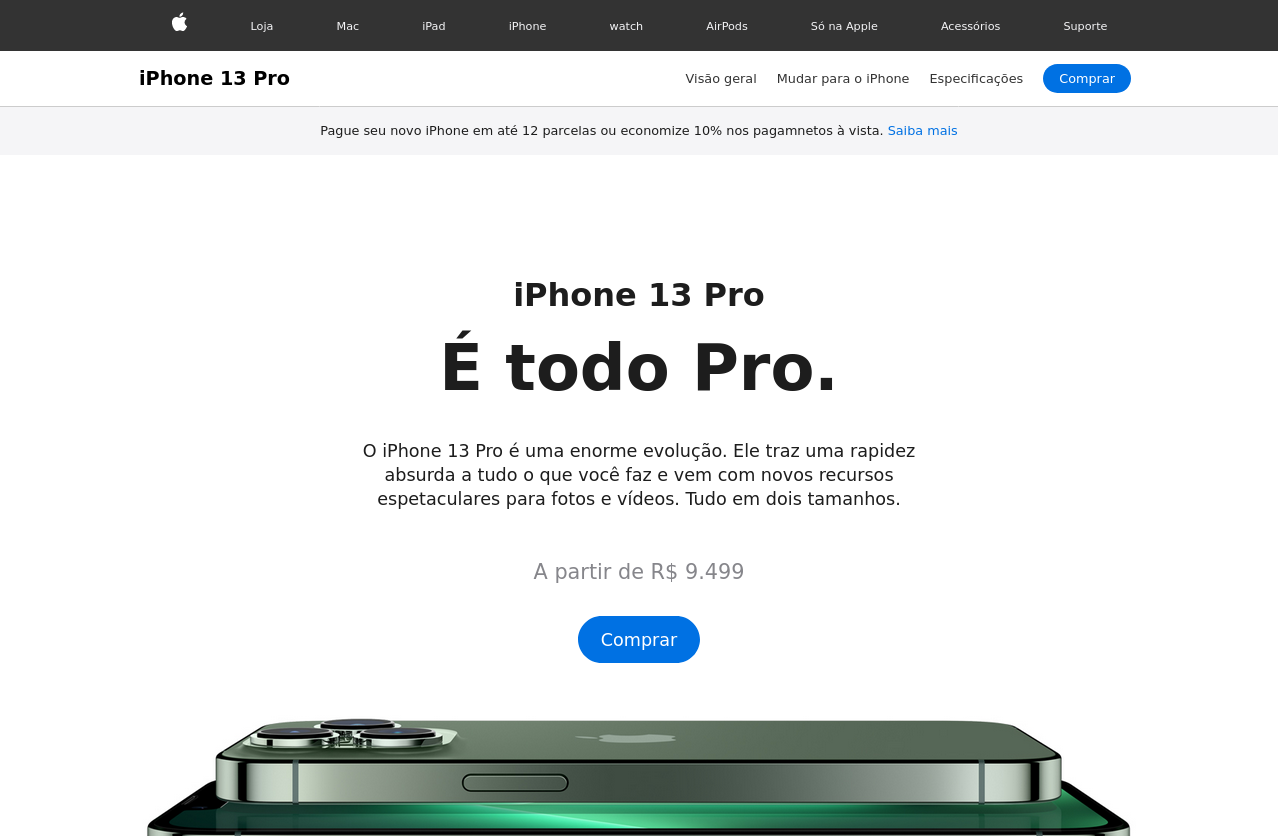 Loja Mac iPad iPhone watch AirPods Só na Apple Acessórios Suporte
iPhone 13 Pro Visão geral Mudar para o iPhone Especificações Comprar
Pague seu novo iPhone em até 12 parcelas ou economize 10% nos pagamnetos à vista. Saiba mais
iPhone 13 Pro
É todo Pro.
O iPhone 13 Pro é uma enorme evolução. Ele traz uma rapidez
absurda a tudo o que você faz e vem com novos recursos
espetaculares para fotos e vídeos. Tudo em dois tamanhos.
A partir de R$ 9.499
Comprar